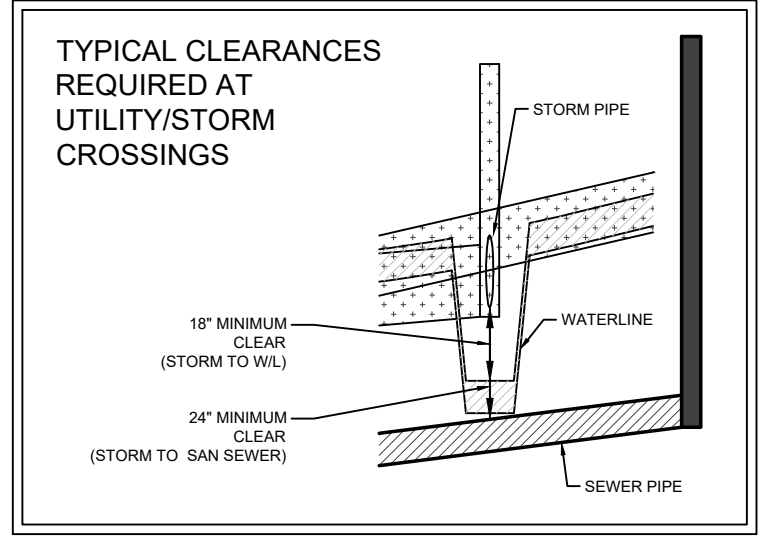 TYPICAL CLEARANCES
REQUIRED AT
UTILITY/STORM
CROSSINGS
STORM PIPE
18" MINIMUM
CLEAR
(STORM TO W/L)
WATERLINE
24" MINIMUM
CLEAR
(STORM TO SAN SEWER)
SEWER PIPE